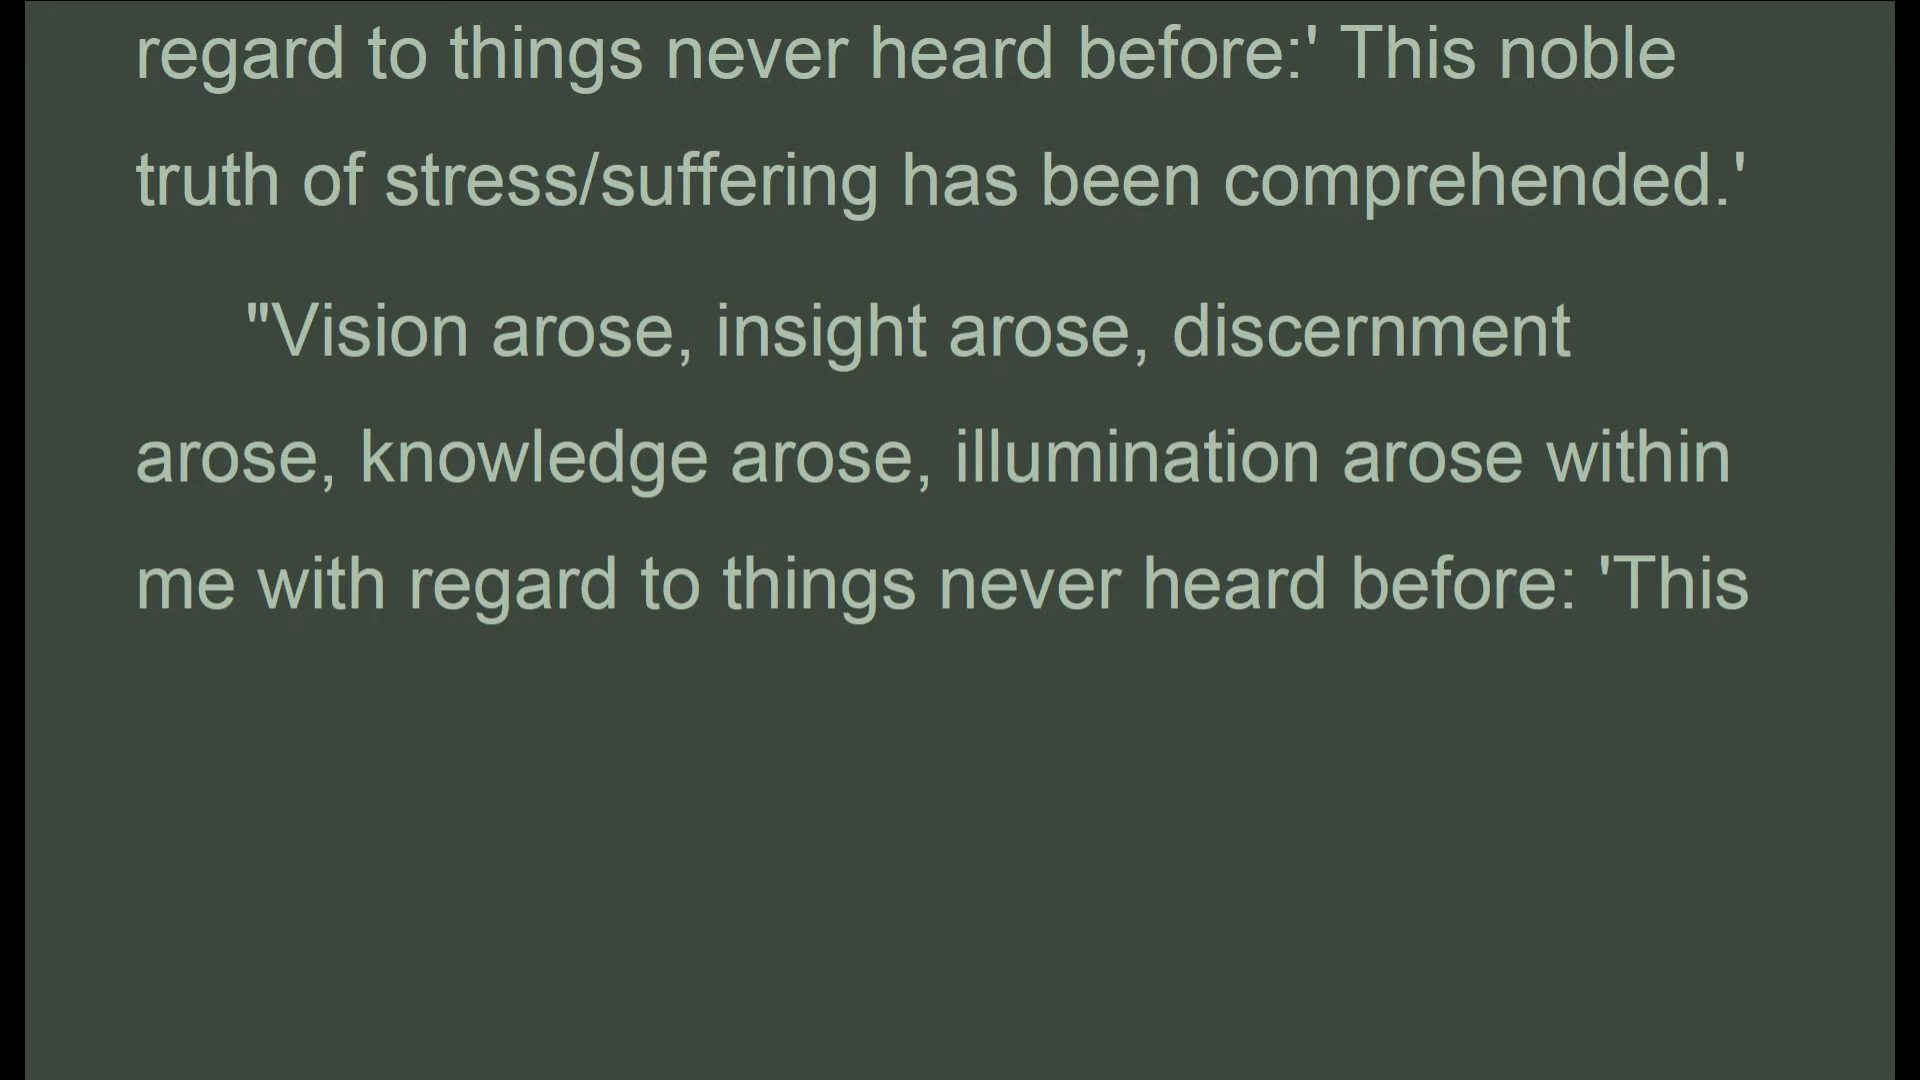 regard to things never heard before:' This noble
truth of stress/suffering has been comprehended.'
"Vision arose, insight arose, discernment
arose, knowledge arose, illumination arose within
me with regard to things never heard before: 'This